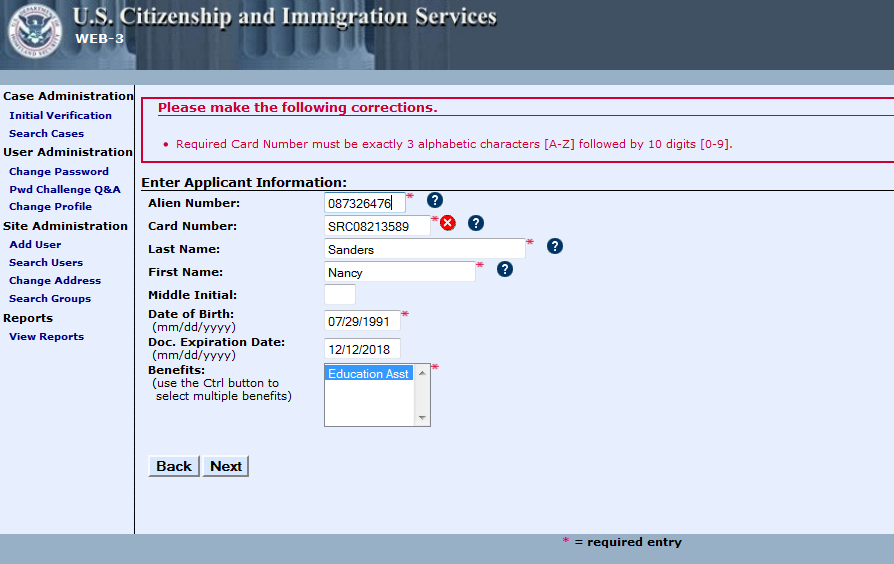 U.S. Citizenship and Immigration Services
WEB-3
Case Administration
Initial Verification
Search Cases
User Administration
Change Password
Pwd Challenge Q&A
Change Profile
Site Administration
Add User
Search Users
Change Address
Search Groups
Reports
View Reports
Please make the following corrections.
• Required Card Number must be exactly 3 alphabetic characters [A-Z] followed by 10 digits [0-9].
Enter Applicant Information:
Alien Number: 087326476 * ?
Card Number: SRC08213589 * ?
Last Name: Sanders * ?
First Name: Nancy * ?
Middle Initial:
Date of Birth: 07/29/1991 *
(mm/dd/yyyy)
Doc. Expiration Date: 12/12/2018
(mm/dd/yyyy)
Benefits: Education Asst *
(use the Ctrl button to
select multiple benefits)
Back Next
* = required entry